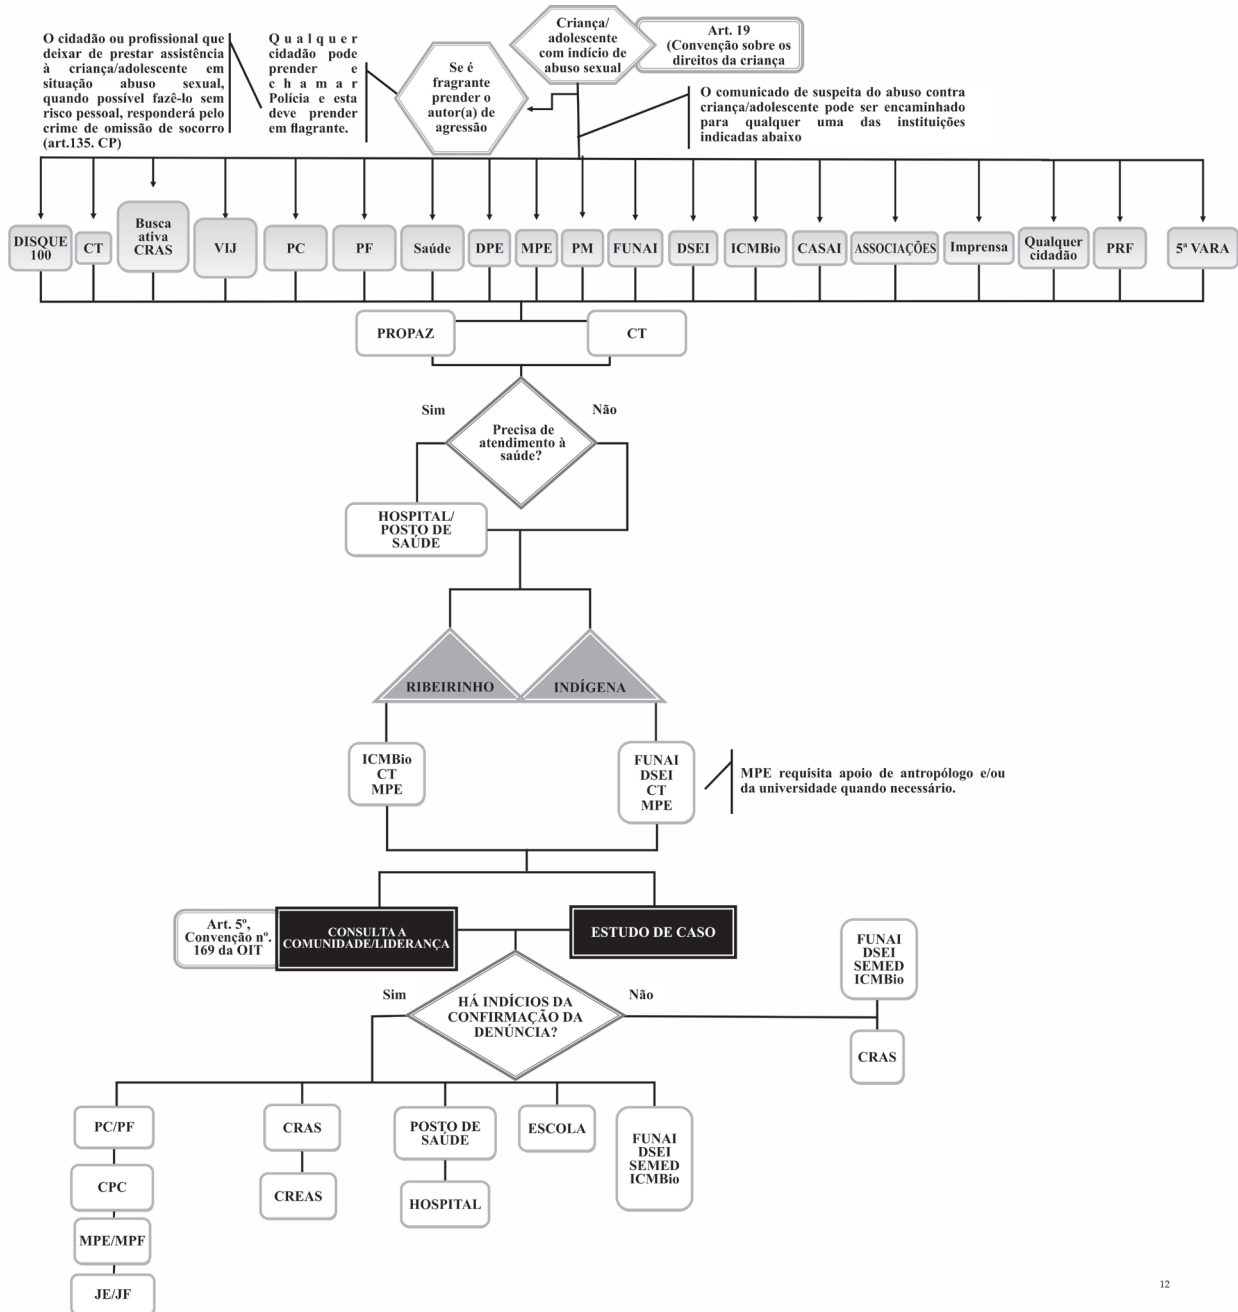 O cidadão ou profissional que
deixar de prestar assistência
à criança/adolescente em
situação abuso sexual,
quando possível fazê-lo sem
risco pessoal, responderá pelo
crime de omissão de socorro
(art.135. CP)
Qualquer
cidadão pode
prender e
chamar
Polícia e esta
deve prender
em flagrante.
Se é
fragrante
prender o
autor(a) de
agressão
Criança/
adolescente
com indício de
abuso sexual
Art. 19
(Convenção sobre os
direitos da criança
O comunicado de suspeita do abuso contra
criança/adolescente pode ser encaminhado
para qualquer uma das instituições
indicadas abaixo
DISQUE
100
CT
Busca
ativa
CRAS
VIJ
PC
PF
Saúde
DPE
MPE
PM
FUNAI
DSEI
ICMBio
CASAI
ASSOCIAÇÕES
Imprensa
Qualquer
cidadão
PRF
5ª VARA
PROPAZ
CT
Sim
Não
Precisa de
atendimento à
saúde?
HOSPITAL/
POSTO DE
SAÚDE
RIBEIRINHO
INDÍGENA
ICMBio
CT
MPE
FUNAI
DSEI
CT
MPE
MPE requisita apoio de antropólogo e/ou
da universidade quando necessário.
Art. 5º,
Convenção nº.
169 da OIT
CONSULTA A
COMUNIDADE/LIDERANÇA
ESTUDO DE CASO
Sim
Não
HÁ INDÍCIOS DA
CONFIRMAÇÃO DA
DENÚNCIA?
FUNAI
DSEI
SEMED
ICMBio
CRAS
PC/PF
CPC
MPE/MPF
JE/JF
CRAS
CREAS
POSTO DE
SAÚDE
HOSPITAL
ESCOLA
FUNAI
DSEI
SEMED
ICMBio
12